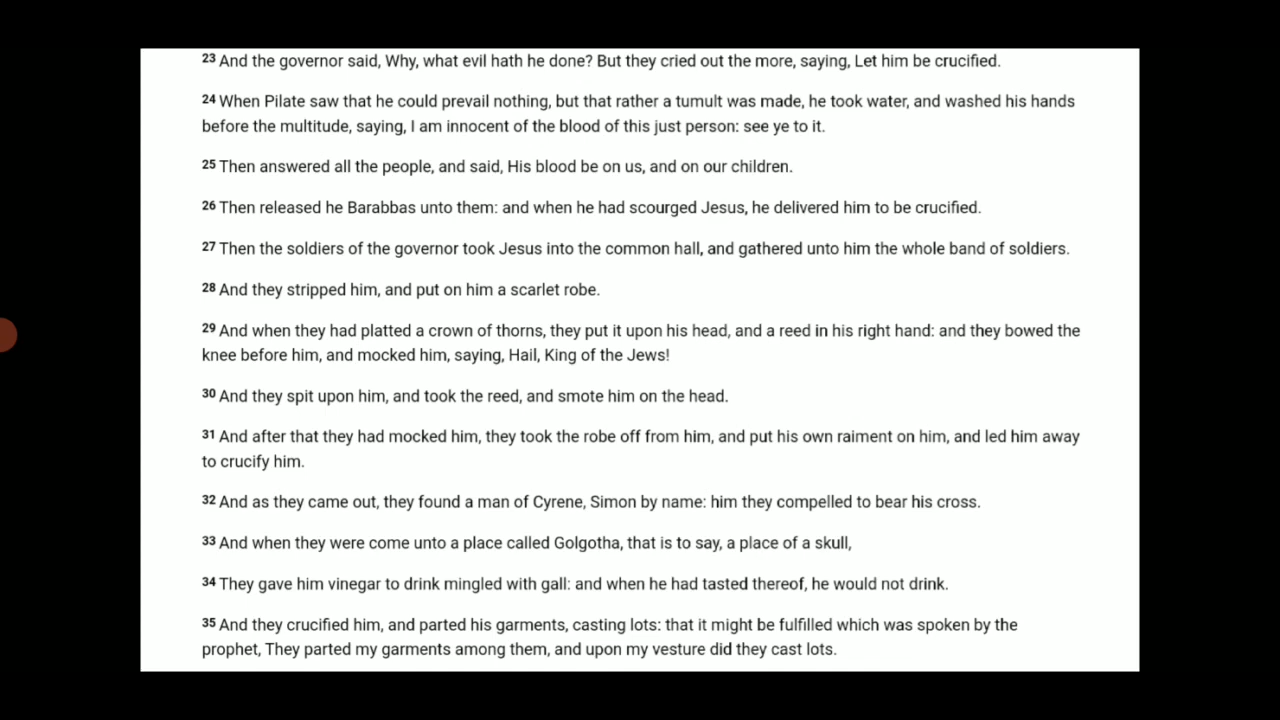 23 And the governor said, Why, what evil hath he done? But they cried out the more, saying, Let him be crucified.
24 When Pilate saw that he could prevail nothing, but that rather a tumult was made, he took water, and washed his hands
before the multitude, saying, I am innocent of the blood of this just person: see ye to it.
25 Then answered all the people, and said, His blood be on us, and on our children.
26 Then released he Barabbas unto them: and when he had scourged Jesus, he delivered him to be crucified.
27 Then the soldiers of the governor took Jesus into the common hall, and gathered unto him the whole band of soldiers.
28 And they stripped him, and put on him a scarlet robe.
29 And when they had platted a crown of thorns, they put it upon his head, and a reed in his right hand: and they bowed the
knee before him, and mocked him, saying, Hail, King of the Jews!
30 And they spit upon him, and took the reed, and smote him on the head.
31 And after that they had mocked him, they took the robe off from him, and put his own raiment on him, and led him away
to crucify him.
32 And as they came out, they found a man of Cyrene, Simon by name: him they compelled to bear his cross.
33 And when they were come unto a place called Golgotha, that is to say, a place of a skull,
34 They gave him vinegar to drink mingled with gall: and when he had tasted thereof, he would not drink.
35 And they crucified him, and parted his garments, casting lots: that it might be fulfilled which was spoken by the
prophet, They parted my garments among them, and upon my vesture did they cast lots.